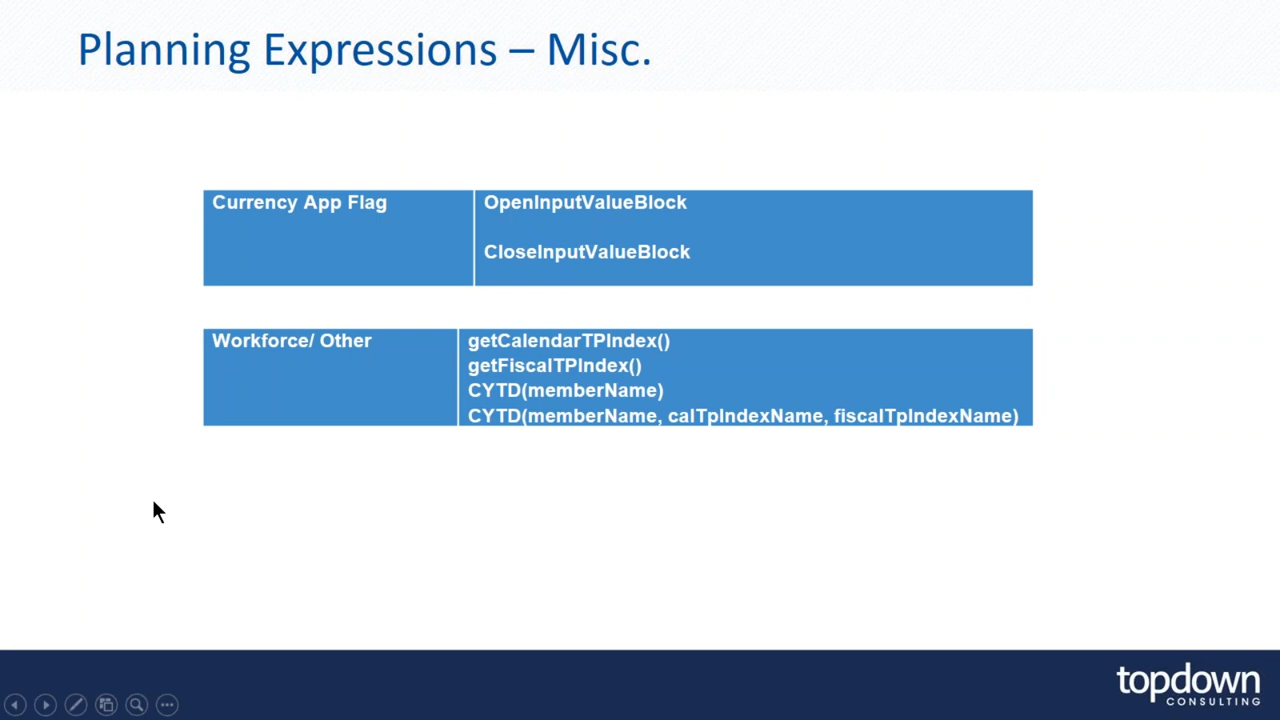 Planning Expressions – Misc.
Currency App Flag
OpenInputValueBlock
CloseInputValueBlock
Workforce/ Other
getCalendarTPIndex()
getFiscalTPIndex()
CYTD(memberName)
CYTD(memberName, calTpIndexName, fiscalTpIndexName)
topdown
CONSULTING